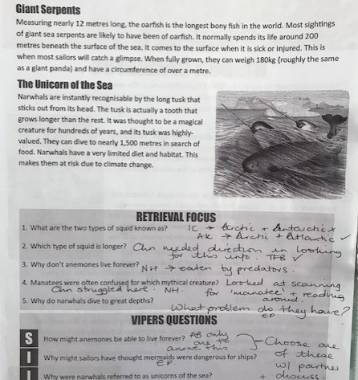 Giant Serpents
Measuring nearly 12 metres long, the oarfish is the longest bony fish in the world. Most sightings
of giant sea serpents are likely to have been of oarfish. It normally spends its life around 200
metres beneath the surface of the sea. It comes to the surface when it is sick or injured. This is
when most sailors will catch a glimpse. When fully grown, they can weigh 180kg (roughly the same
as a giant panda) and have a circumference of over a metre.
The Unicorn of the Sea
Narwhals are instantly recognisable by the long tusk that
sticks out from its head. The tusk is actually a tooth that
grows longer than the rest. It was thought to be a magical
creature for hundreds of years, and its tusk was highly-
valued. They can dive to nearly 1,500 metres in search of
food. Narwhals have a very limited diet and habitat. This
makes them at risk due to climate change.
RETRIEVAL FOCUS
1. What are the two types of squid known as? IC → Archi + Antarctic x
AK → Archi + Atlantic ✓
2. Which type of squid is longer? Chn needed direction in looking
for this info. TFB ✓
3. Why don't anemones live forever? NH → eaten by predators.
4. Manatees were often confused for which mythical creature? Looked at scanning
Chn struggled here. NH. for 'manatee' + reading
around
5. Why do narwhals dive to great depths? What problem do they have?
EP
VIPERS QUESTIONS
S How might anemones be able to live forever? AB only
one to
answer this
Choose one
I Why might sailors have thought mermaids were dangerous for ships? of these
EP
w/ partner
I Why were narwhals referred to as unicorns of the sea? + discuss